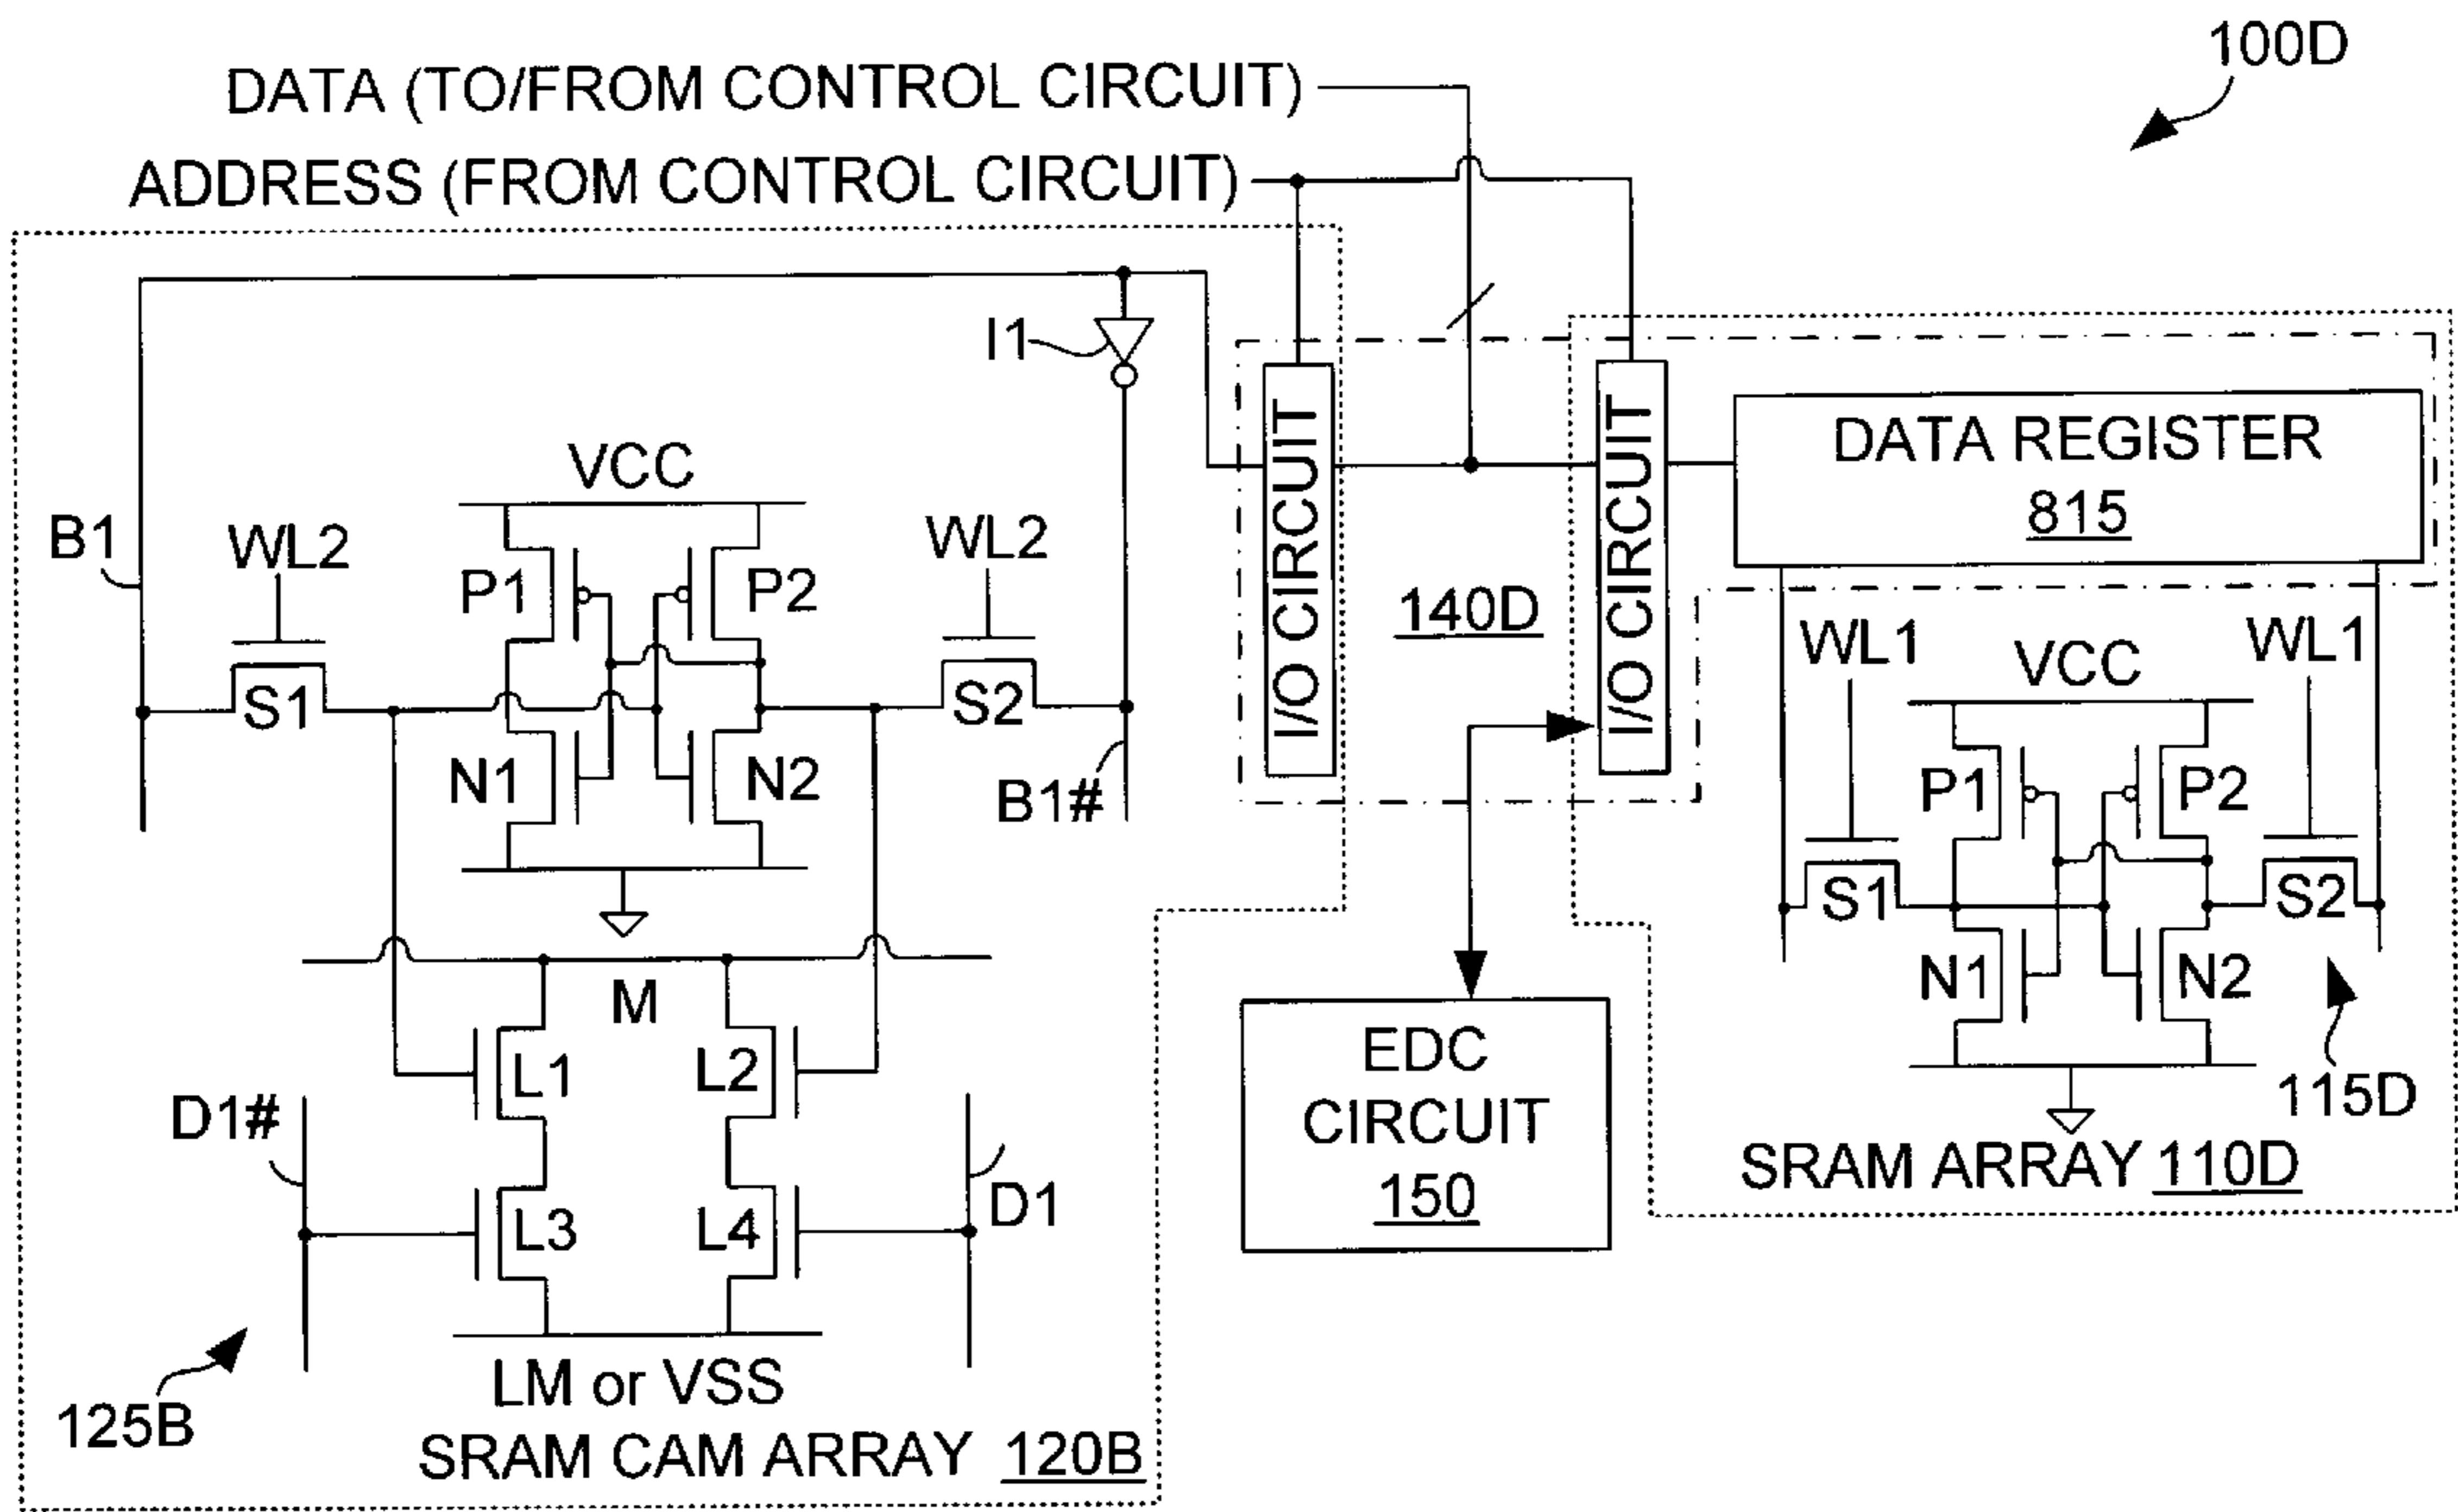 100D
DATA (TO/FROM CONTROL CIRCUIT)
ADDRESS (FROM CONTROL CIRCUIT)
I1
B1
WL2
VCC
WL2
P1
P2
S1
S2
N1
N2
B1#
M
L1
L2
D1#
D1
L3
L4
LM or VSS
125B
SRAM CAM ARRAY 120B
I/O CIRCUIT
140D
I/O CIRCUIT
DATA REGISTER
815
WL1
VCC
WL1
P1
P2
S1
S2
N1
N2
115D
SRAM ARRAY 110D
EDC
CIRCUIT
150